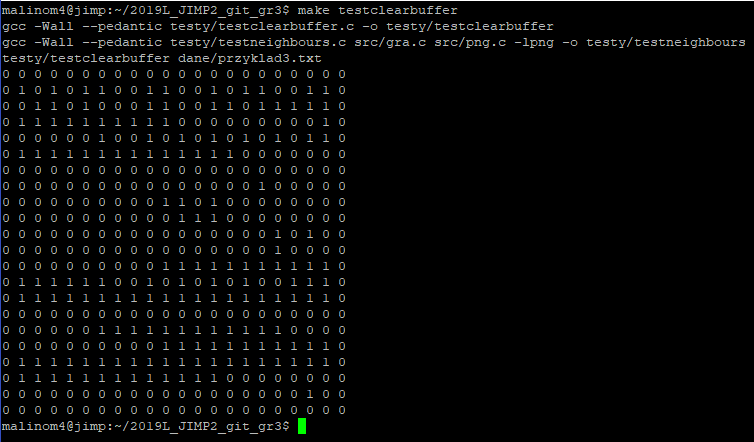 malinom4@jimp:~/2019L_JIMP2_git_gr3$ make testclearbuffer
gcc -Wall --pedantic testy/testclearbuffer.c -o testy/testclearbuffer
gcc -Wall --pedantic testy/testneighbours.c src/gra.c src/png.c -lpng -o testy/testneighbours
testy/testclearbuffer dane/przyklad3.txt
0 0 0 0 0 0 0 0 0 0 0 0 0 0 0 0 0 0 0 0 0 0
0 1 0 1 0 1 1 0 0 1 1 0 0 1 0 1 1 0 0 1 1 0
0 0 1 1 0 1 0 0 0 1 1 0 1 1 0 0 1 1 0 0 1 0
0 1 1 1 1 1 1 1 1 1 0 0 0 0 0 0 0 0 0 0 1 0
0 0 0 0 0 0 1 0 0 1 0 1 0 1 0 1 0 1 0 1 1 0
0 1 1 1 1 1 1 1 1 1 1 1 1 1 1 0 0 0 0 0 0 0
0 0 0 0 0 0 0 0 0 0 0 0 0 0 0 0 0 0 0 0 0 0
0 0 0 0 0 0 0 0 0 0 0 0 0 0 0 0 1 0 0 0 0 0
0 0 0 0 0 0 0 0 0 0 1 1 0 1 0 0 0 0 0 0 0 0
0 0 0 0 0 0 0 0 0 0 0 1 1 1 0 0 0 0 0 0 0 0
0 0 0 0 0 0 0 0 0 0 0 0 0 0 0 0 0 1 0 1 0 0
0 0 0 0 0 0 0 0 0 0 0 0 0 0 0 0 0 1 0 0 0 0
0 0 0 0 0 0 0 0 0 0 1 1 1 1 1 1 1 1 1 1 1 0
0 1 1 1 1 1 1 0 0 1 0 1 0 1 0 1 0 0 1 1 1 0
0 1 1 1 1 1 1 1 1 1 1 1 1 1 1 1 1 1 1 1 1 0
0 0 0 0 0 0 0 0 0 0 0 0 0 0 0 0 0 0 0 0 0 0
0 0 0 0 0 0 1 1 1 1 1 1 1 1 1 1 1 1 1 1 1 0
0 0 0 0 0 0 0 0 0 0 1 1 1 1 1 1 1 1 1 1 1 0
0 1 1 1 1 1 1 1 1 1 1 1 1 1 1 1 1 1 1 1 1 0
0 1 1 1 1 1 1 1 1 1 1 1 1 1 0 0 0 0 0 0 0 0
0 0 0 0 0 0 0 0 0 0 0 0 0 0 0 0 0 0 0 1 0 0
0 0 0 0 0 0 0 0 0 0 0 0 0 0 0 0 0 0 0 0 0 0
malinom4@jimp:~/2019L_JIMP2_git_gr3$